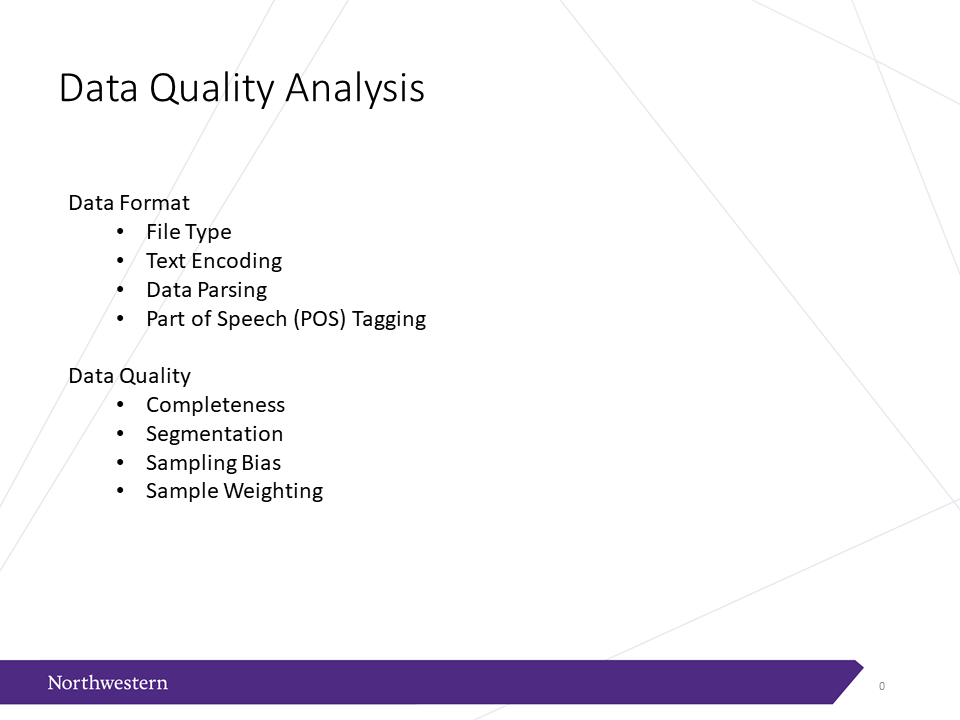 Data Quality Analysis
Data Format
• File Type
• Text Encoding
• Data Parsing
• Part of Speech (POS) Tagging
Data Quality
• Completeness
• Segmentation
• Sampling Bias
• Sample Weighting
Northwestern
0